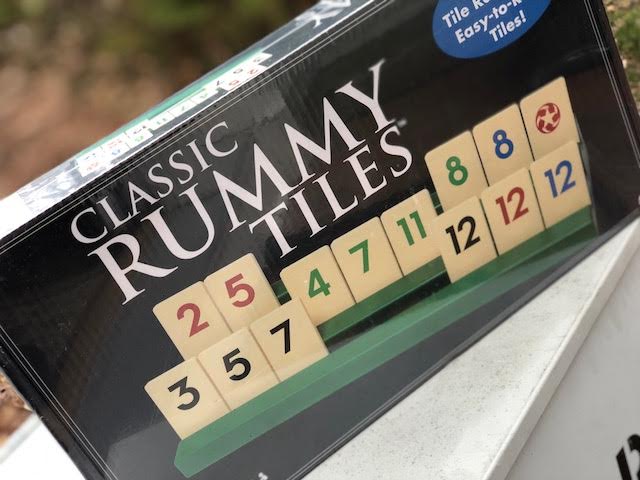 Easy-to-
Tiles!
CLASSIC
RUMMY
TILES
8 8
2 5 4 7 11 12 12 12
3 5 7